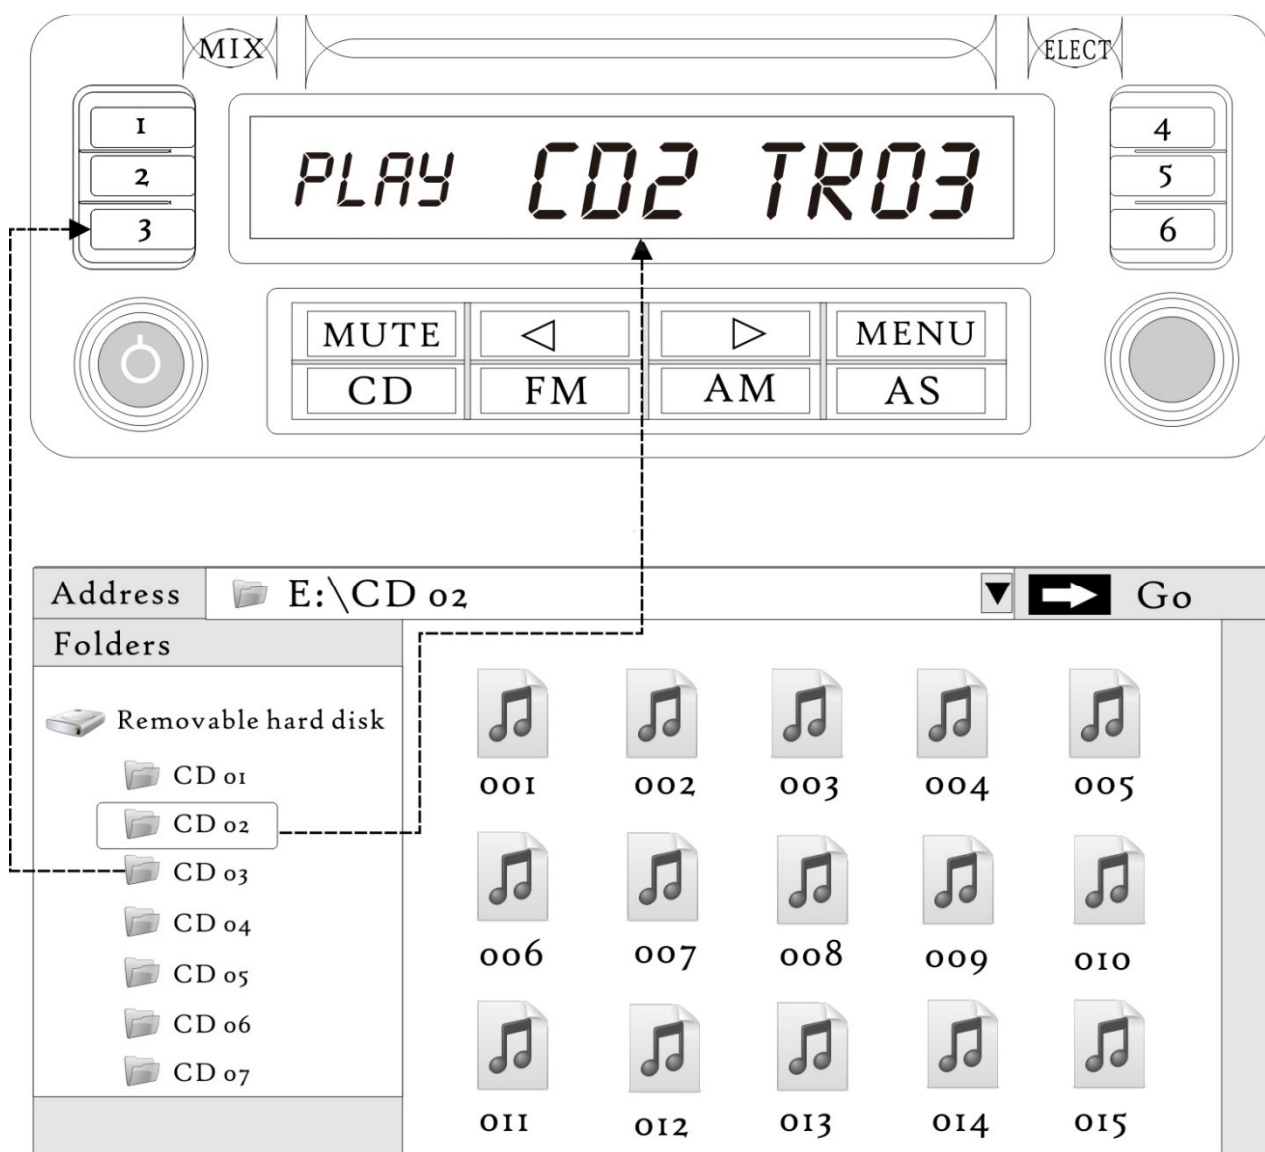 MIX
ELECT
1
2
3
PLAY CD2 TR03
4
5
6
MUTE
MENU
CD
FM
AM
AS
Address E:\CD 02 Go
Folders
Removable hard disk
CD 01
CD 02
CD 03
CD 04
CD 05
CD 06
CD 07
001 002 003 004 005
006 007 008 009 010
011 012 013 014 015